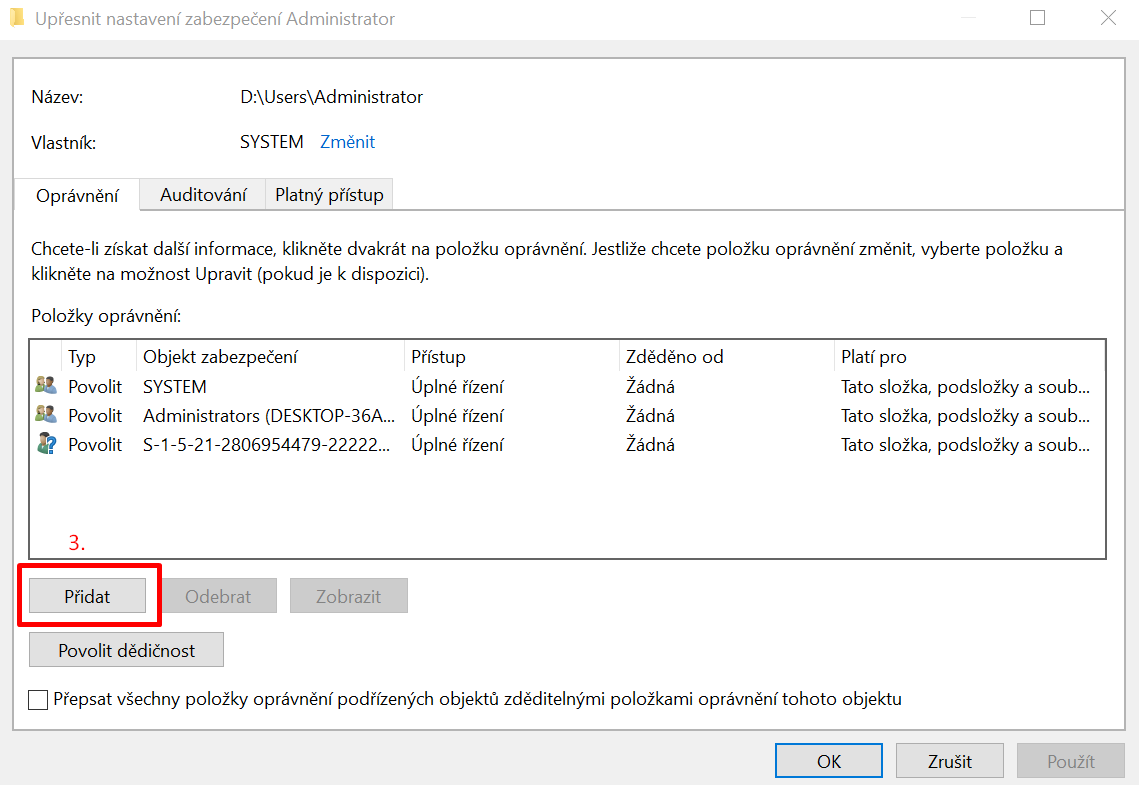 Upřesnit nastavení zabezpečení Administrator
Název: D:\Users\Administrator
Vlastník: SYSTEM Změnit
Oprávnění Auditování Platný přístup
Chcete-li získat další informace, klikněte dvakrát na položku oprávnění. Jestliže chcete položku oprávnění změnit, vyberte položku a
klikněte na možnost Upravit (pokud je k dispozici).
Položky oprávnění:
Typ Objekt zabezpečení Přístup Zděděno od Platí pro
Povolit SYSTEM Úplné řízení Žádná Tato složka, podsložky a soub...
Povolit Administrators (DESKTOP-36A... Úplné řízení Žádná Tato složka, podsložky a soub...
Povolit S-1-5-21-2806954479-22222... Úplné řízení Žádná Tato složka, podsložky a soub...
3.
Přidat Odebrat Zobrazit
Povolit dědičnost
Přepsat všechny položky oprávnění podřízených objektů zděditelnými položkami oprávnění tohoto objektu
OK Zrušit Použít